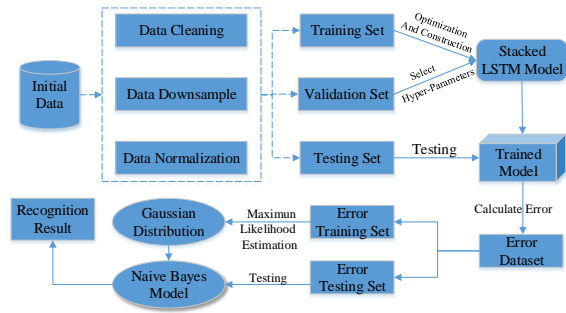 Initial
Data
Data Cleaning
Data Downsample
Data Normalization
Training Set
Validation Set
Testing Set
Optimization
And Construction
Select
Hyper-Parameters
Testing
Stacked
LSTM Model
Trained
Model
Calculate Error
Error
Dataset
Error
Training Set
Error
Testing Set
Maximun
Likelihood
Estimation
Testing
Gaussian
Distribution
Naive Bayes
Model
Recognition
Result